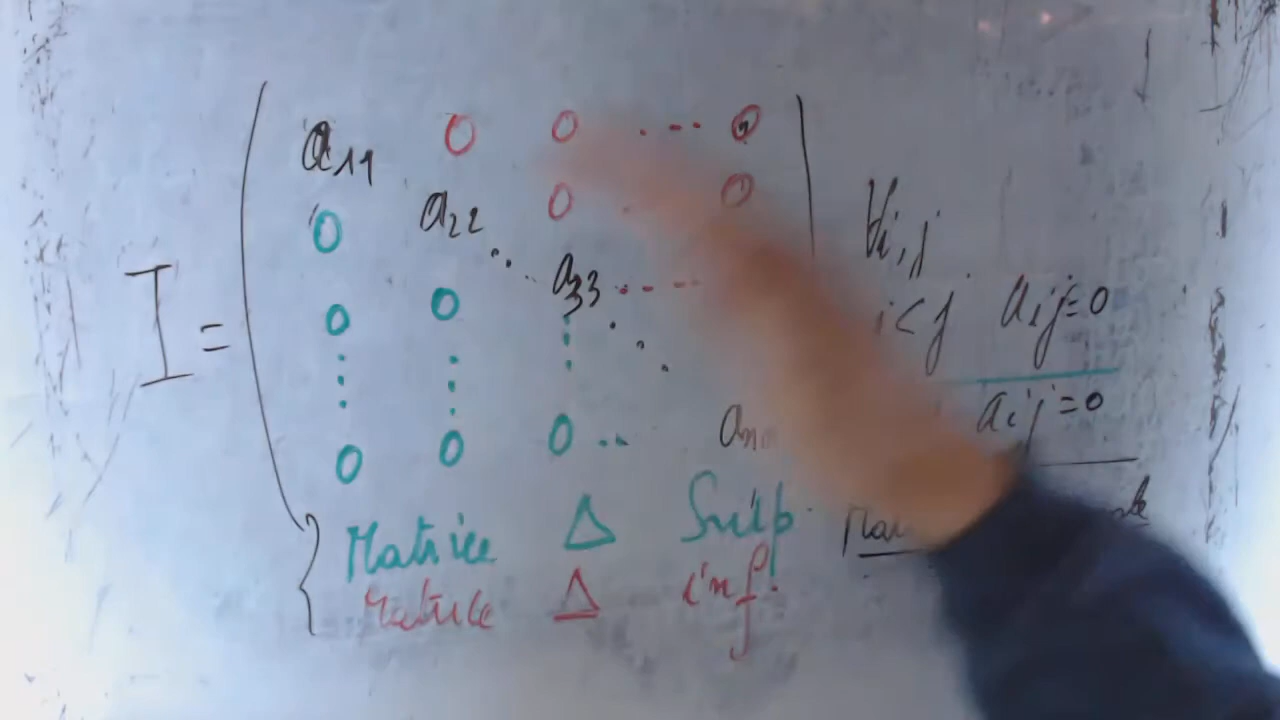 a11 0 0 ... 0
0 a22 0 . 0
I =
⋱ a33 ....
0 0
⋮ ⋮ ⋮ ⋱
0 0 0 .. an
∀i,j
i<j aij=0
aij=0
Matrice Δ Sup.
Matrice Δ inf.